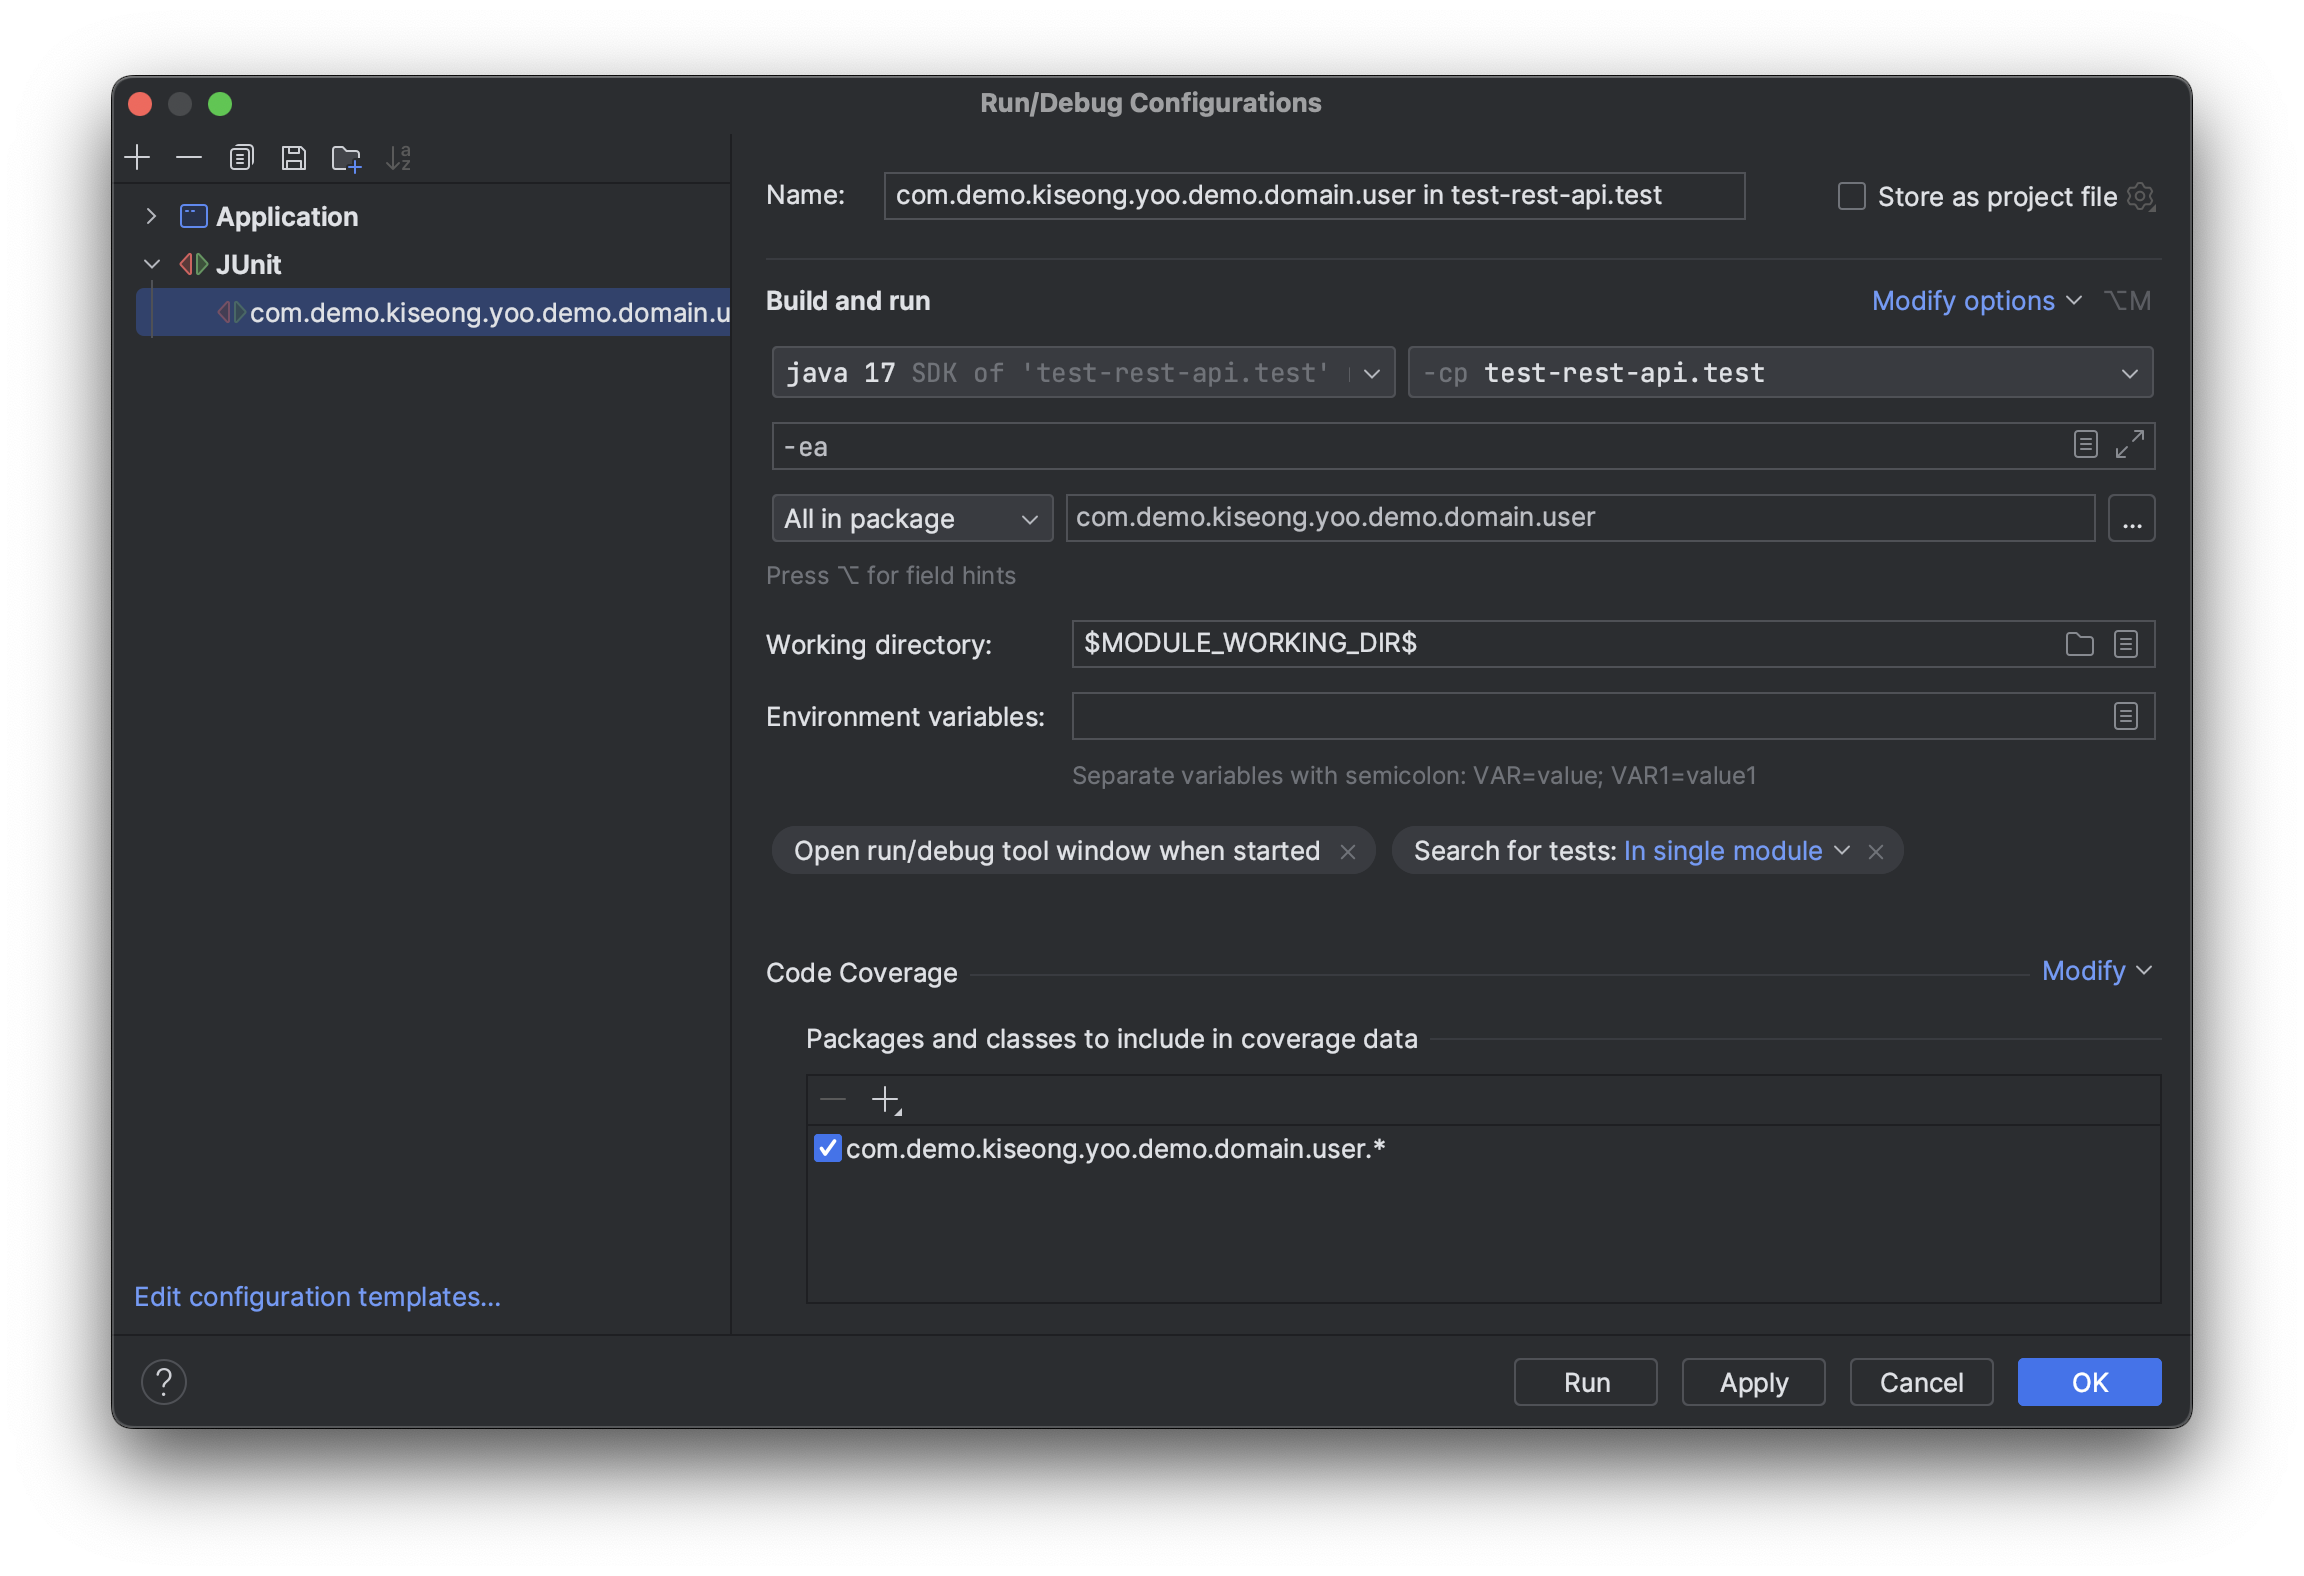 Run/Debug Configurations
Application
JUnit
com.demo.kiseong.yoo.demo.domain.u
Edit configuration templates...
Name: com.demo.kiseong.yoo.demo.domain.user in test-rest-api.test
Store as project file
Build and run
Modify options ⌥M
java 17 SDK of 'test-rest-api.test'
-cp test-rest-api.test
-ea
All in package
com.demo.kiseong.yoo.demo.domain.user
...
Press ⌥ for field hints
Working directory: $MODULE_WORKING_DIR$
Environment variables:
Separate variables with semicolon: VAR=value; VAR1=value1
Open run/debug tool window when started ×
Search for tests: In single module ×
Code Coverage
Modify
Packages and classes to include in coverage data
com.demo.kiseong.yoo.demo.domain.user.*
?
Run
Apply
Cancel
OK